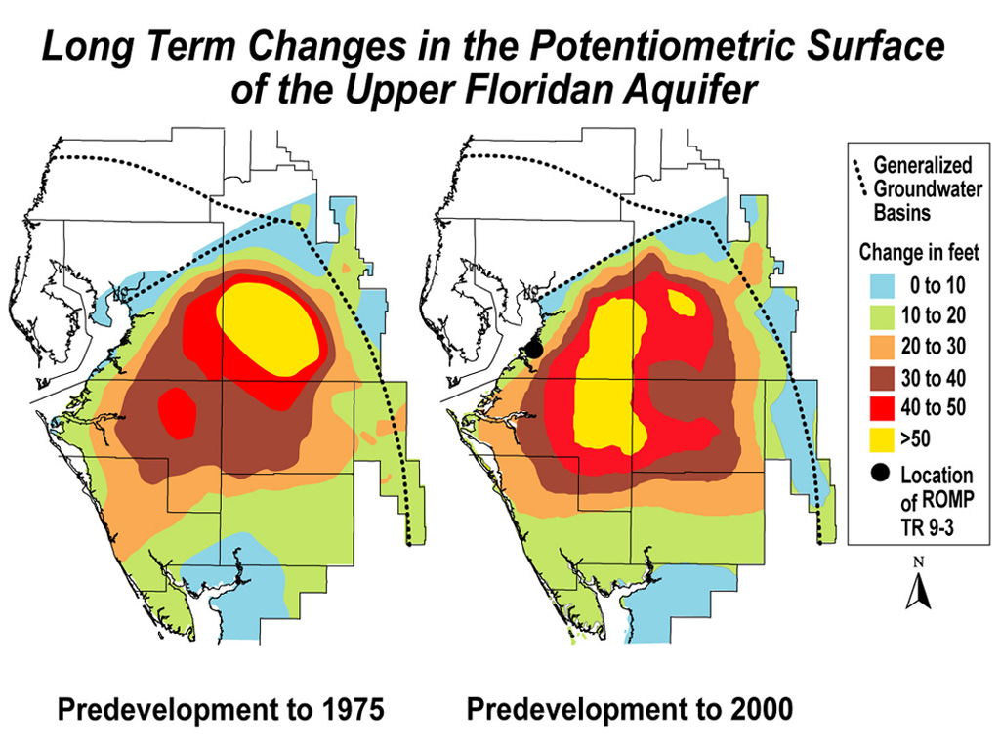 Long Term Changes in the Potentiometric Surface
of the Upper Floridan Aquifer
Generalized
Groundwater
Basins
Change in feet
0 to 10
10 to 20
20 to 30
30 to 40
40 to 50
>50
Location
of ROMP
TR 9-3
N
Predevelopment to 1975
Predevelopment to 2000